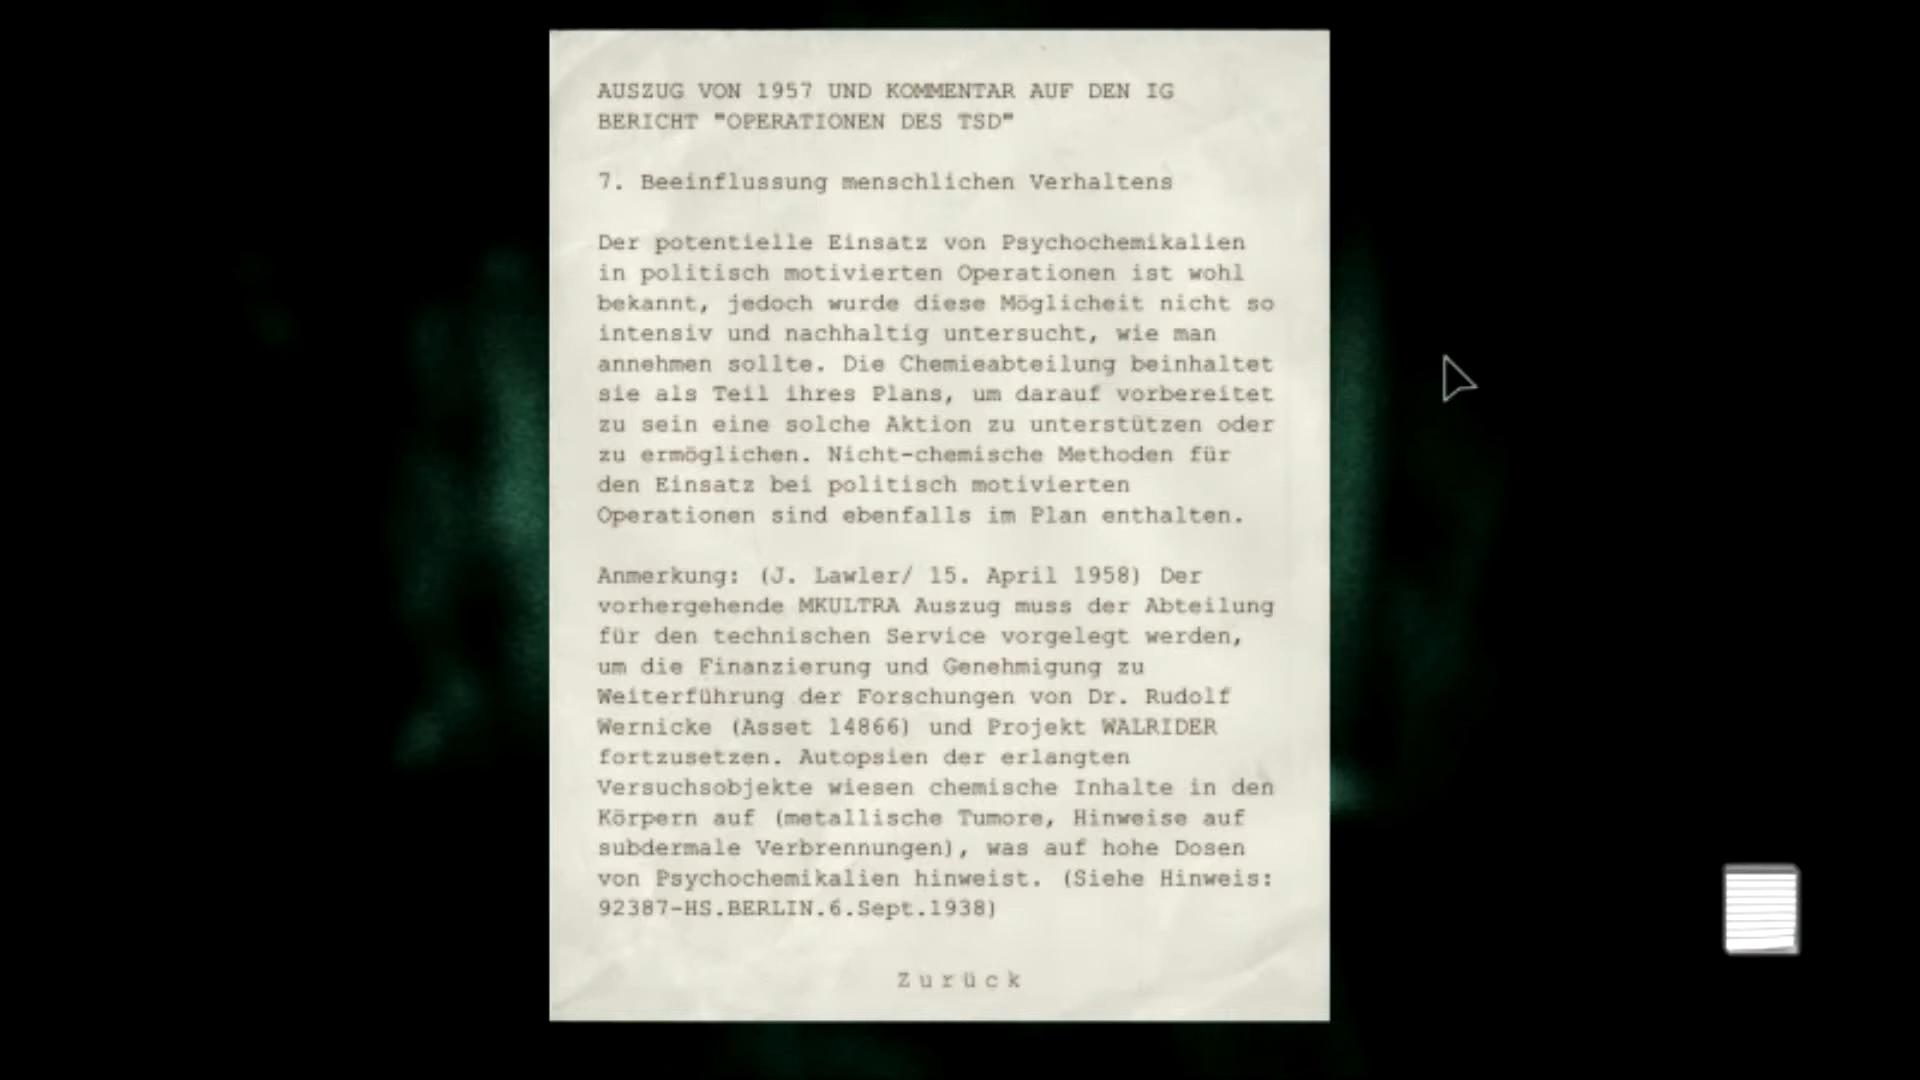 AUSZUG VON 1957 UND KOMMENTAR AUF DEN IG
BERICHT "OPERATIONEN DES TSD"
7. Beeinflussung menschlichen Verhaltens
Der potentielle Einsatz von Psychochemikalien
in politisch motivierten Operationen ist wohl
bekannt, jedoch wurde diese Möglicheit nicht so
intensiv und nachhaltig untersucht, wie man
annehmen sollte. Die Chemieabteilung beinhaltet
sie als Teil ihres Plans, um darauf vorbereitet
zu sein eine solche Aktion zu unterstützen oder
zu ermöglichen. Nicht-chemische Methoden für
den Einsatz bei politisch motivierten
Operationen sind ebenfalls im Plan enthalten.
Anmerkung: (J. Lawler/ 15. April 1958) Der
vorhergehende MKULTRA Auszug muss der Abteilung
für den technischen Service vorgelegt werden,
um die Finanzierung und Genehmigung zu
Weiterführung der Forschungen von Dr. Rudolf
Wernicke (Asset 14866) und Projekt WALRIDER
fortzusetzen. Autopsien der erlangten
Versuchsobjekte wiesen chemische Inhalte in den
Körpern auf (metallische Tumore, Hinweise auf
subdermale Verbrennungen), was auf hohe Dosen
von Psychochemikalien hinweist. (Siehe Hinweis:
92387-HS.BERLIN.6.Sept.1938)
Zurück